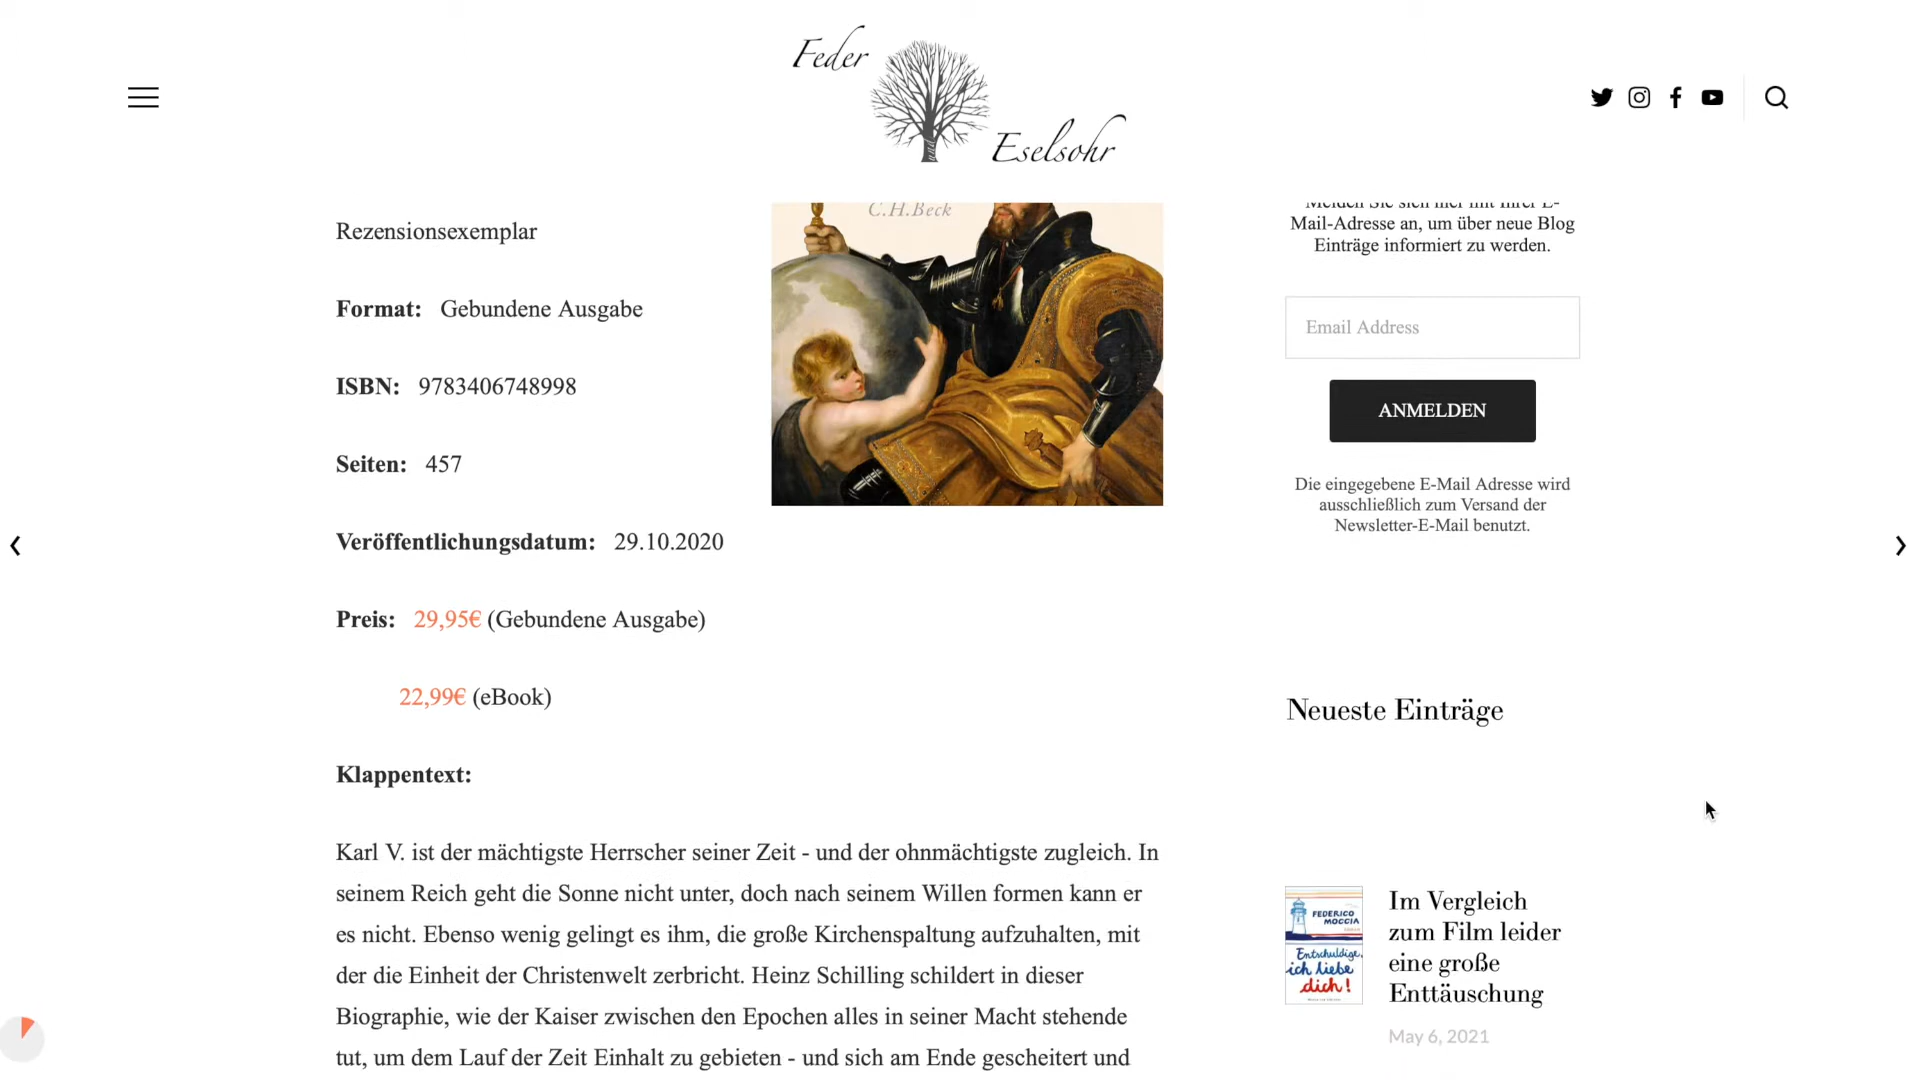 Feder
und
Eselsohr
C.H.Beck
Rezensionsexemplar
Format: Gebundene Ausgabe
ISBN: 9783406748998
Seiten: 457
Veröffentlichungsdatum: 29.10.2020
Preis: 29,95€ (Gebundene Ausgabe)
22,99€ (eBook)
Klappentext:
Karl V. ist der mächtigste Herrscher seiner Zeit - und der ohnmächtigste zugleich. In
seinem Reich geht die Sonne nicht unter, doch nach seinem Willen formen kann er
es nicht. Ebenso wenig gelingt es ihm, die große Kirchenspaltung aufzuhalten, mit
der die Einheit der Christenwelt zerbricht. Heinz Schilling schildert in dieser
Biographie, wie der Kaiser zwischen den Epochen alles in seiner Macht stehende
tut, um dem Lauf der Zeit Einhalt zu gebieten - und sich am Ende gescheitert und
Melden Sie sich hier mit Ihrer E-
Mail-Adresse an, um über neue Blog
Einträge informiert zu werden.
Email Address
ANMELDEN
Die eingegebene E-Mail Adresse wird
ausschließlich zum Versand der
Newsletter-E-Mail benutzt.
Neueste Einträge
FEDERICO
MOCCIA
Entschuldige,
ich liebe
dich!
Im Vergleich
zum Film leider
eine große
Enttäuschung
May 6, 2021